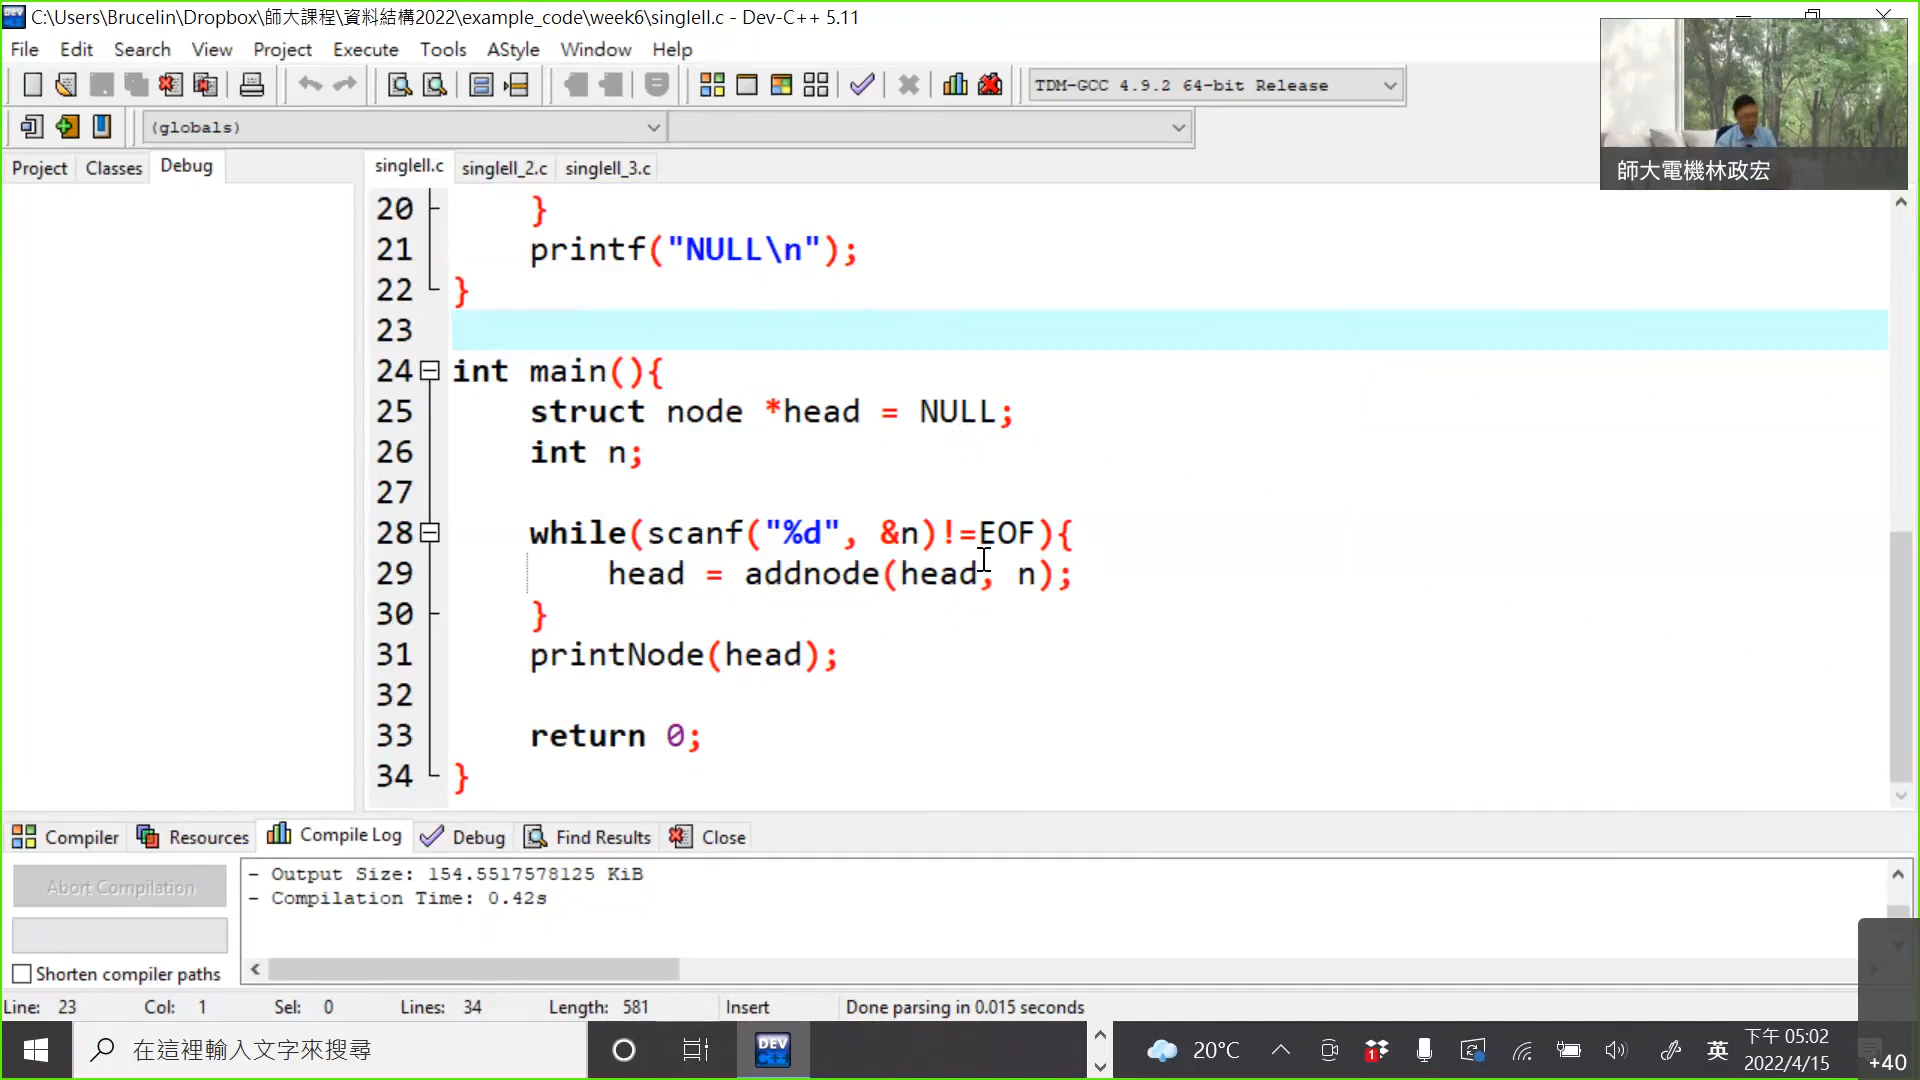 C:\Users\Brucelin\Dropbox\師大課程\資料結構2022\example_code\week6\singlell.c - Dev-C++ 5.11
File Edit Search View Project Execute Tools AStyle Window Help
TDM-GCC 4.9.2 64-bit Release
(globals)
師大電機林政宏
Project Classes Debug
singlell.c singlell_2.c singlell_3.c
20 }
21 printf("NULL\n");
22 }
23
24 int main(){
25 struct node *head = NULL;
26 int n;
27
28 while(scanf("%d", &n)!=EOF){
29 head = addnode(head, n);
30 }
31 printNode(head);
32
33 return 0;
34 }
Compiler Resources Compile Log Debug Find Results Close
Abort Compilation
- Output Size: 154.5517578125 KiB
- Compilation Time: 0.42s
Shorten compiler paths
Line: 23 Col: 1 Sel: 0 Lines: 34 Length: 581 Insert Done parsing in 0.015 seconds
在這裡輸入文字來搜尋
DEV C++
20°C
1
英
下午 05:02
2022/4/15
+40